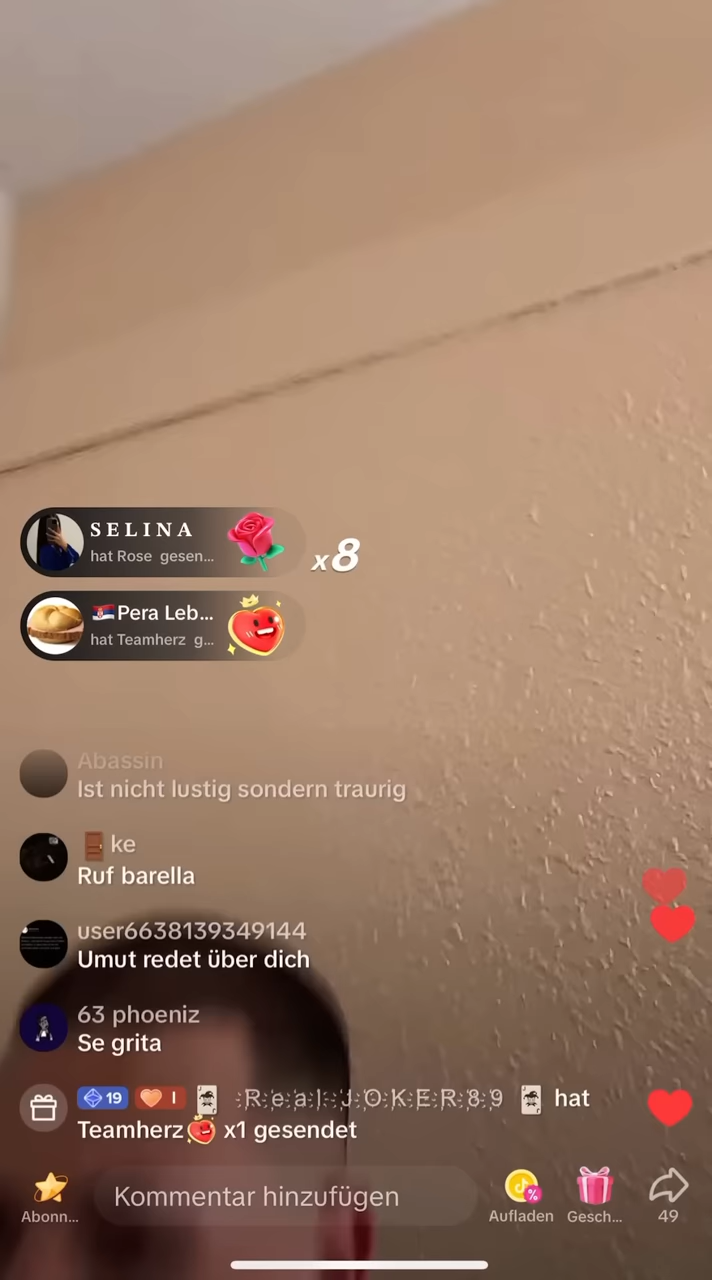 SELINA
hat Rose gesen...
x8
Pera Leb...
hat Teamherz g...
Abassin
Ist nicht lustig sondern traurig
ke
Ruf barella
user6638139349144
Umut redet über dich
63 phoeniz
Se grita
19 I RealJOKER89 hat
Teamherz x1 gesendet
Kommentar hinzufügen
Abonn...
Aufladen
Gesch...
49